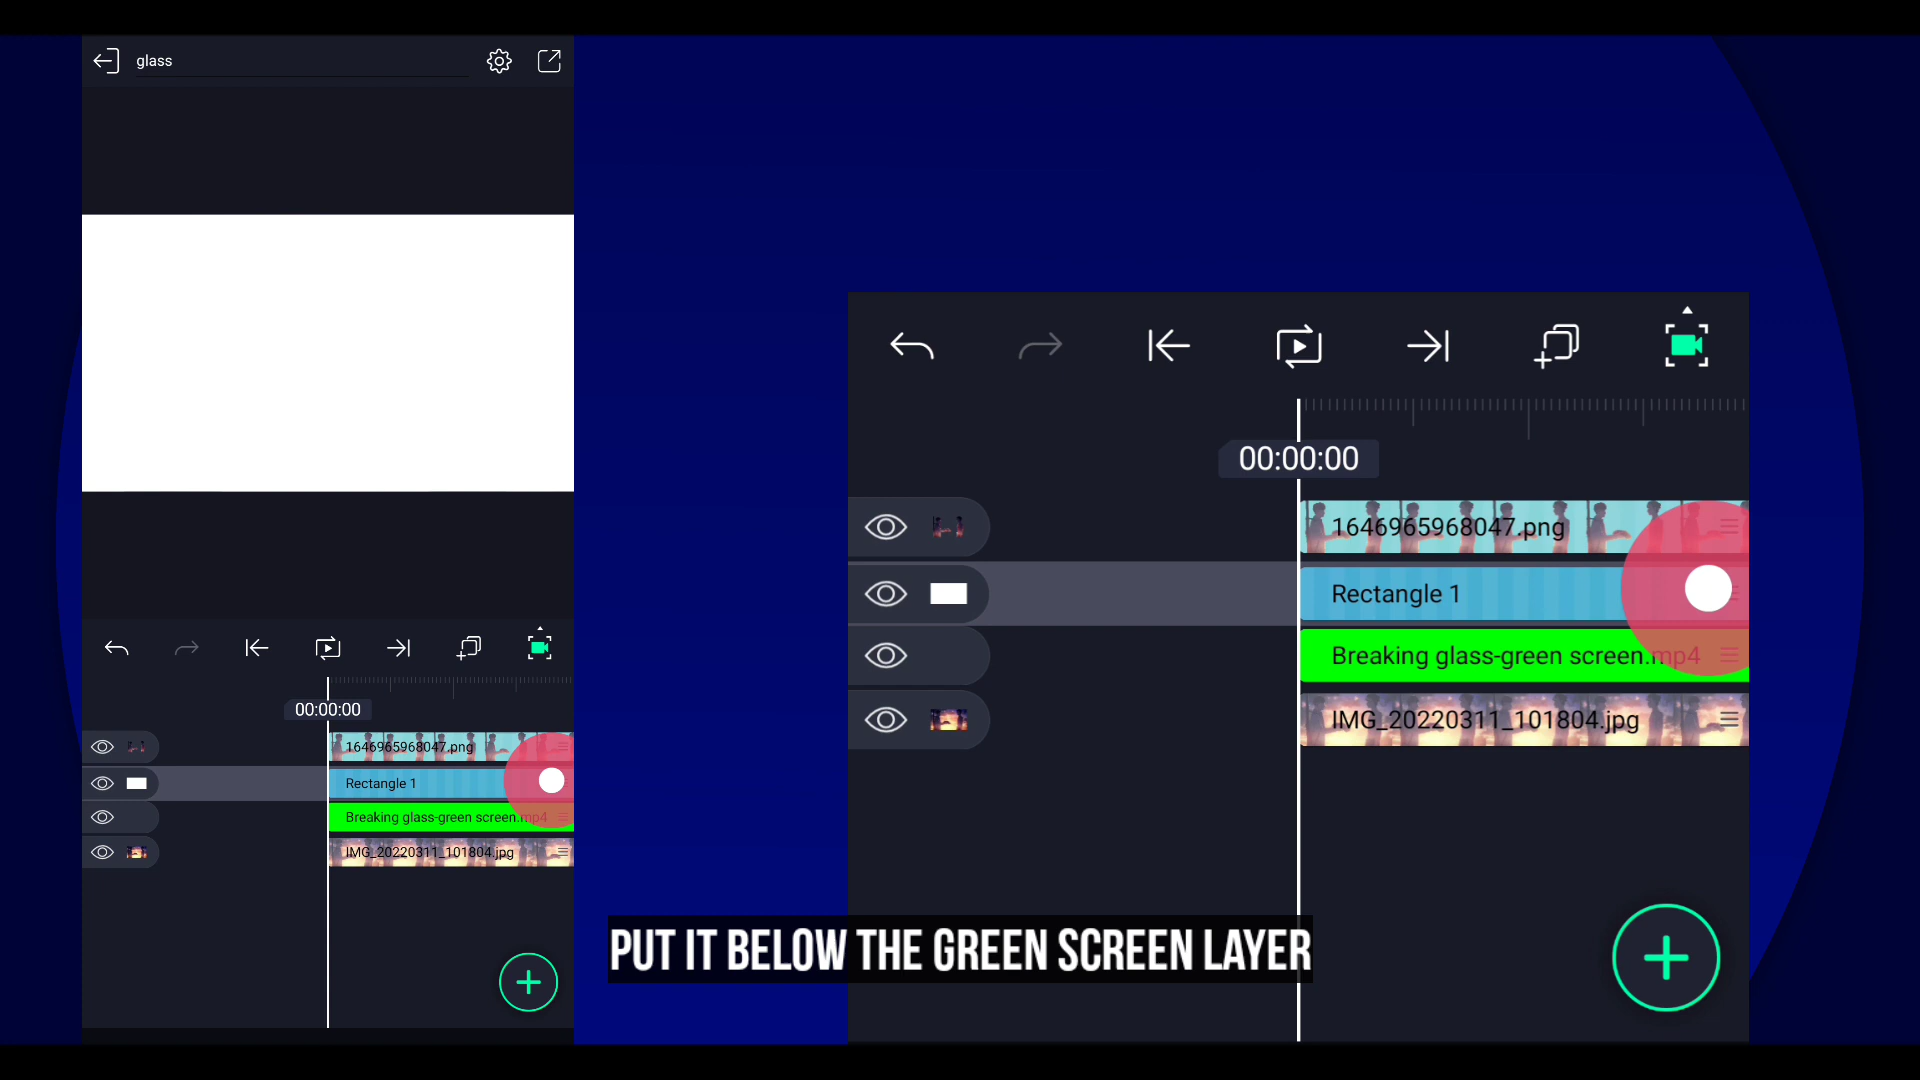 glass
00:00:00
1646965968047.png
Rectangle 1
Breaking glass-green screen.mp4
IMG_20220311_101804.jpg
00:00:00
1646965968047.png
Rectangle 1
Breaking glass-green screen.mp4
IMG_20220311_101804.jpg
PUT IT BELOW THE GREEN SCREEN LAYER